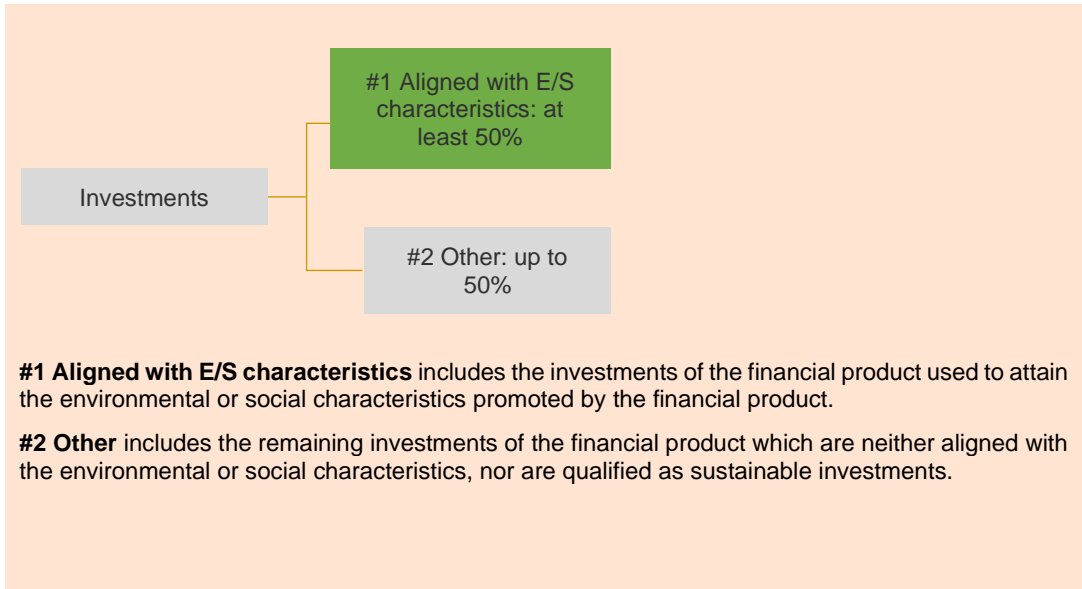 #1 Aligned with E/S
characteristics: at
least 50%
Investments
#2 Other: up to
50%
#1 Aligned with E/S characteristics includes the investments of the financial product used to attain
the environmental or social characteristics promoted by the financial product.
#2 Other includes the remaining investments of the financial product which are neither aligned with
the environmental or social characteristics, nor are qualified as sustainable investments.